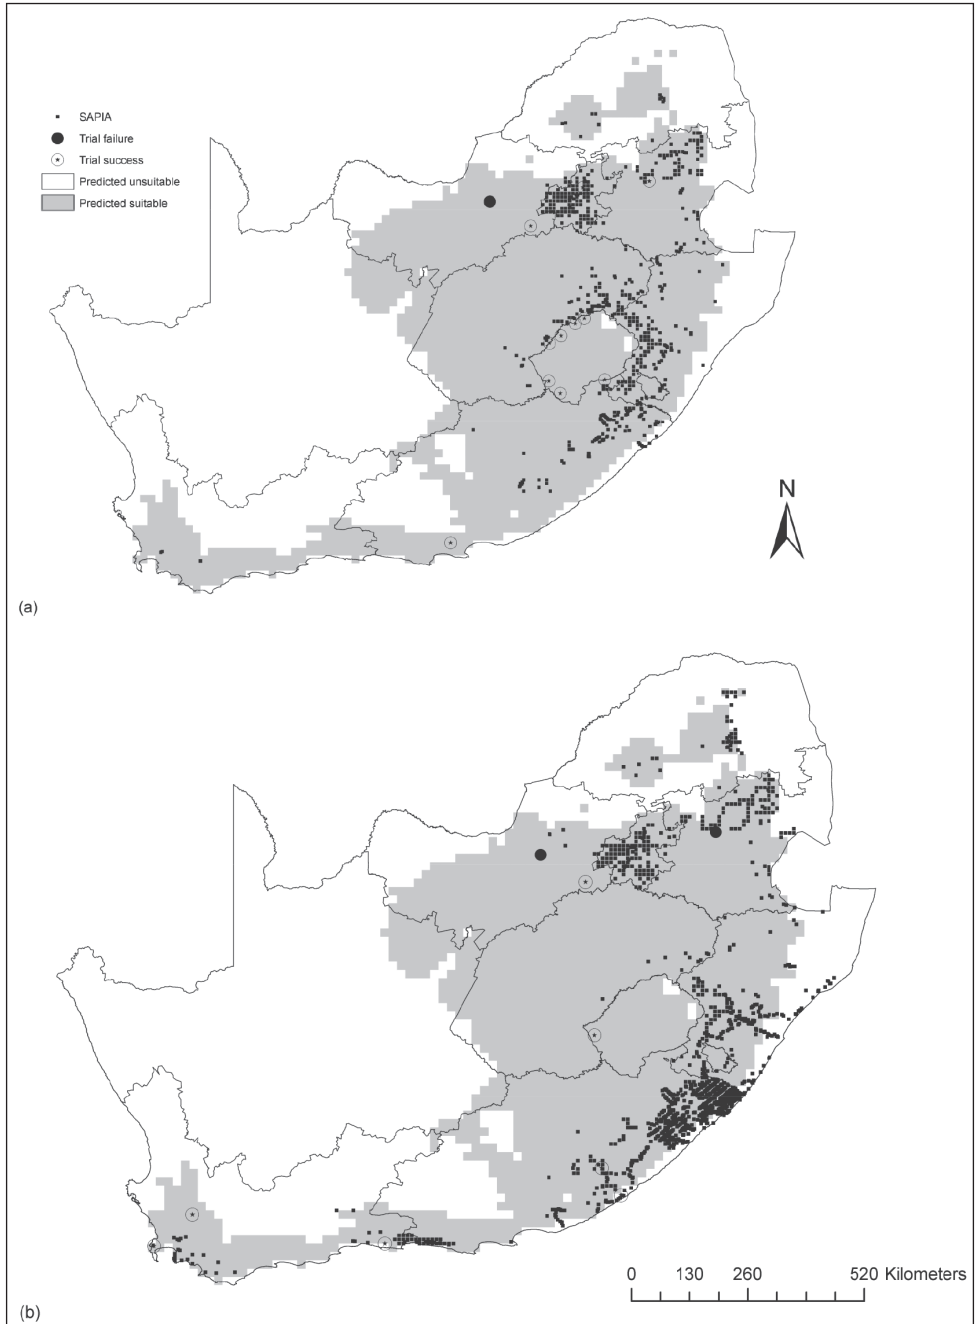 SAPIA
Trial failure
Trial success
Predicted unsuitable
Predicted suitable
N
(a)
0 130 260 520 Kilometers
(b)